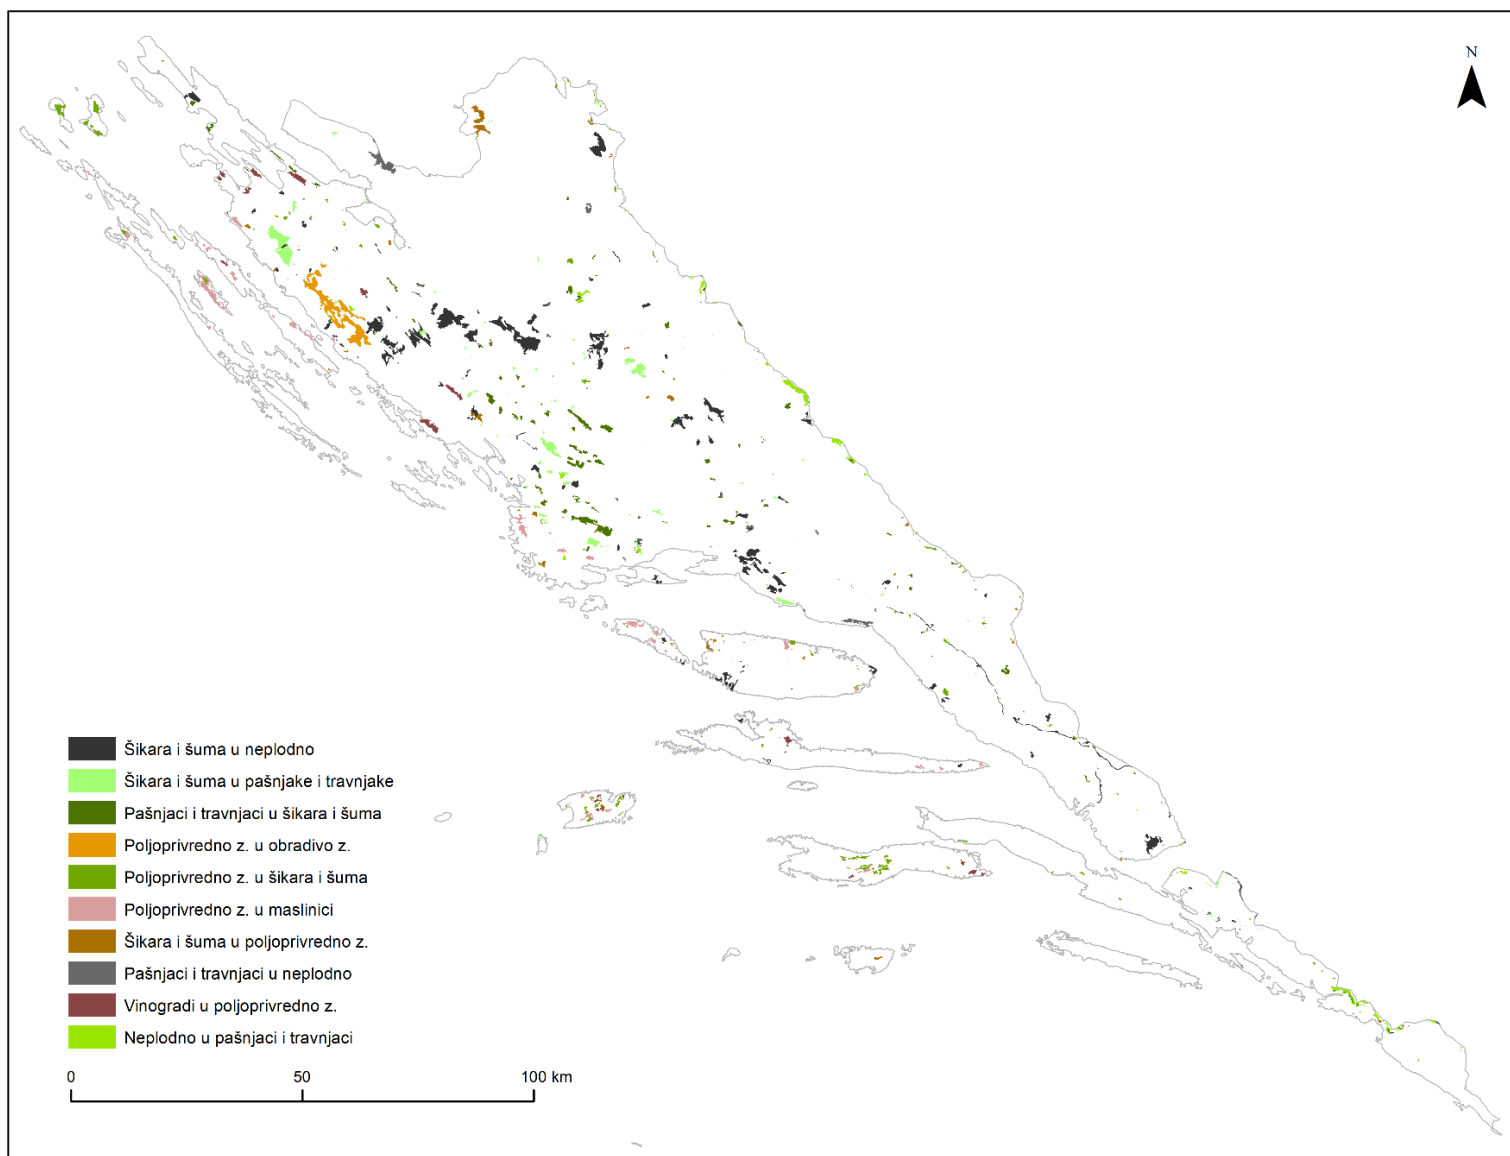 N
Šikara i šuma u neplodno
Šikara i šuma u pašnjake i travnjake
Pašnjaci i travnjaci u šikara i šuma
Poljoprivredno z. u obradivo z.
Poljoprivredno z. u šikara i šuma
Poljoprivredno z. u maslinici
Šikara i šuma u poljoprivredno z.
Pašnjaci i travnjaci u neplodno
Vinogradi u poljoprivredno z.
Neplodno u pašnjaci i travnjaci
0 50 100 km